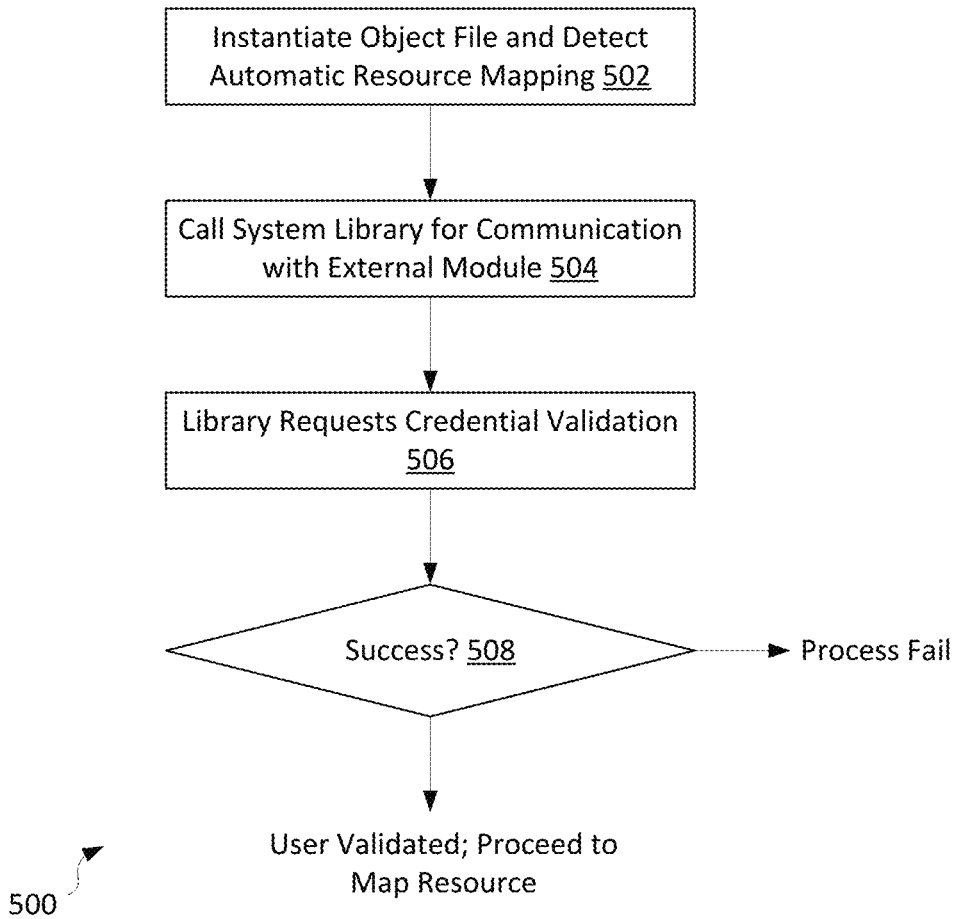 Instantiate Object File and Detect
Automatic Resource Mapping 502
Call System Library for Communication
with External Module 504
Library Requests Credential Validation
506
Success? 508
Process Fail
User Validated; Proceed to
Map Resource
500